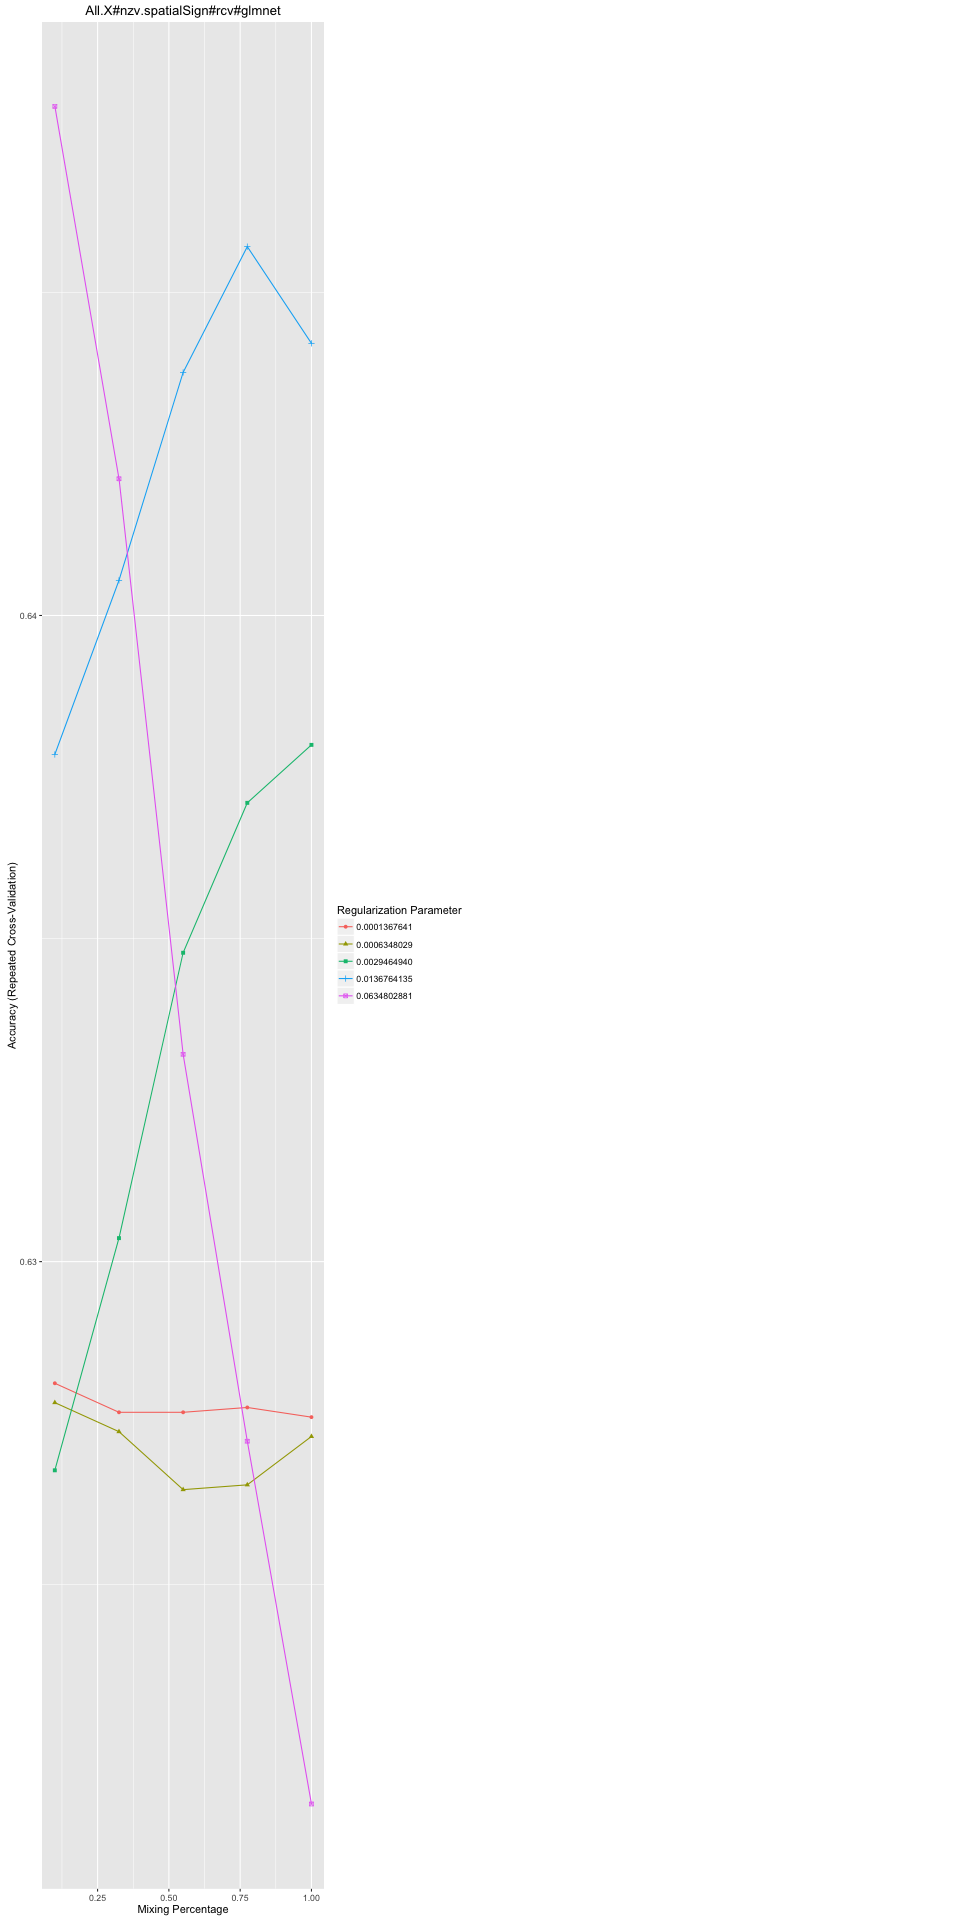 All.X#nzv.spatialSign#rcv#glmnet
0.64
0.63
Accuracy (Repeated Cross-Validation)
0.25 0.50 0.75 1.00
Mixing Percentage
Regularization Parameter
0.0001367641
0.0006348029
0.0029464940
0.0136764135
0.0634802881